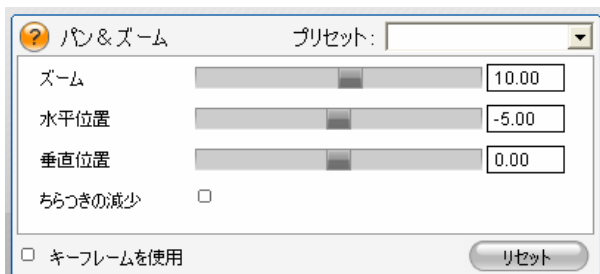 ? パン&ズーム プリセット:
ズーム 10.00
水平位置 -5.00
垂直位置 0.00
ちらつきの減少
キーフレームを使用 リセット